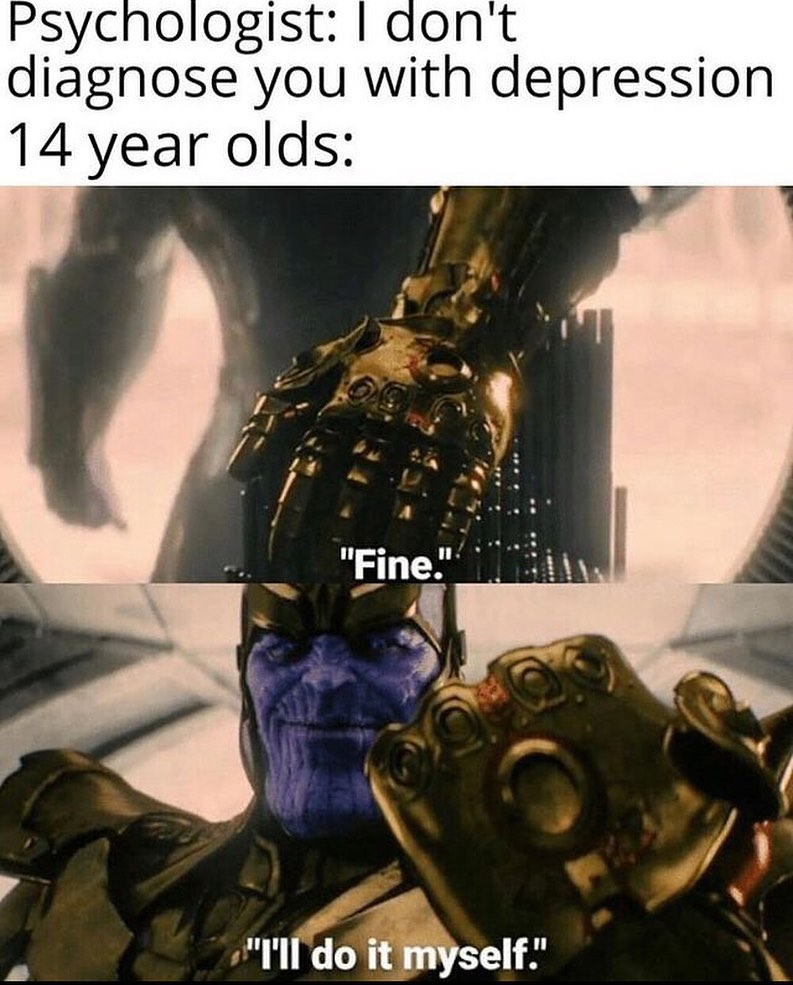 Psychologist: I don't
diagnose you with depression
14 year olds:
"Fine."
"I'll do it myself."